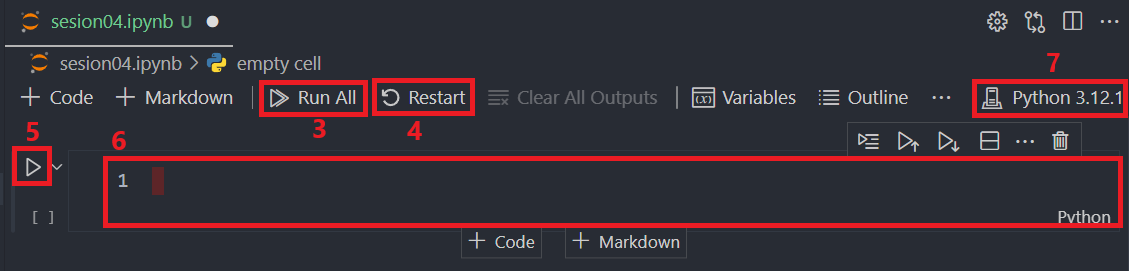 sesion04.ipynb U
sesion04.ipynb > empty cell
+ Code + Markdown Run All Restart Clear All Outputs Variables Outline ... Python 3.12.1
3 4 7
5 6
1
[ ]
Python
+ Code + Markdown